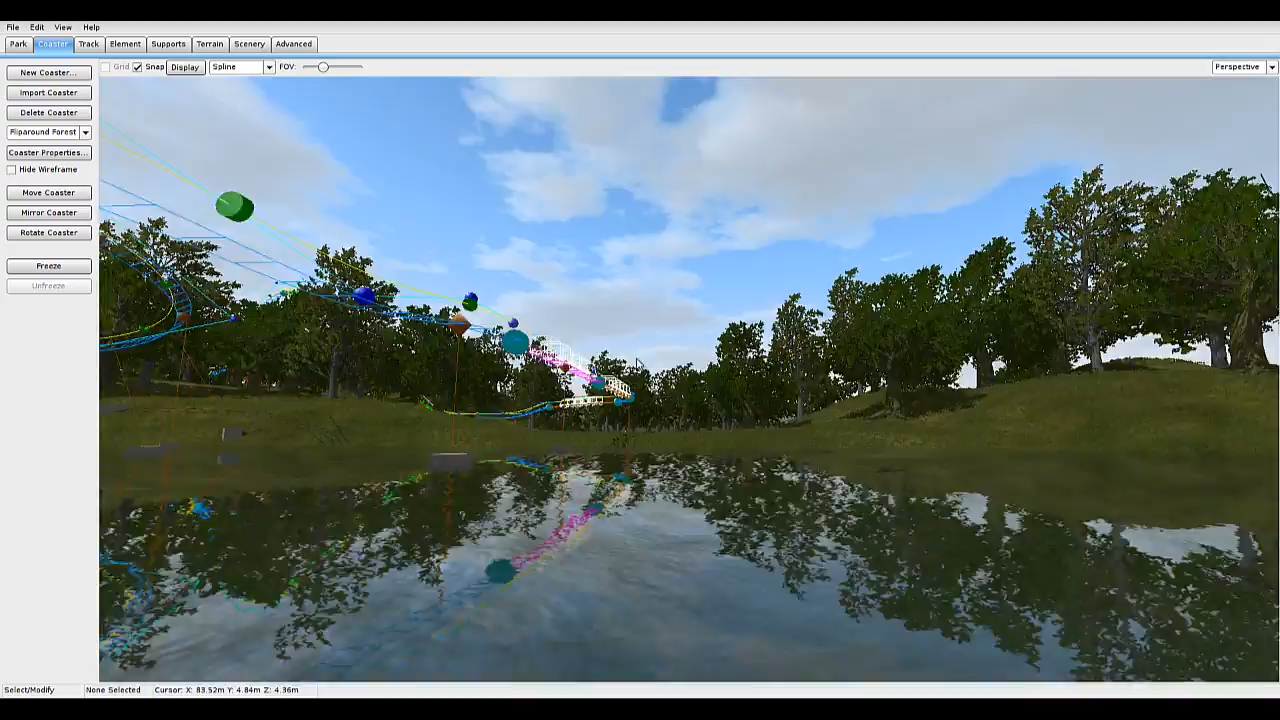 File Edit View Help
Park Coaster Track Element Supports Terrain Scenery Advanced
Grid Snap Display Spline FOV: Perspective
New Coaster...
Import Coaster
Delete Coaster
Fliparound Forest
Coaster Properties...
Hide Wireframe
Move Coaster
Mirror Coaster
Rotate Coaster
Freeze
Unfreeze
Select/Modify None Selected Cursor: X: 83.52m Y: 4.84m Z: 4.36m